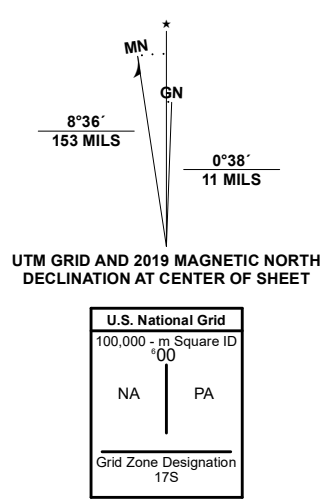 MN
GN
8°36´
153 MILS
0°38´
11 MILS
UTM GRID AND 2019 MAGNETIC NORTH
DECLINATION AT CENTER OF SHEET
U.S. National Grid
100,000 - m Square ID
⁶00
NA PA
Grid Zone Designation
17S